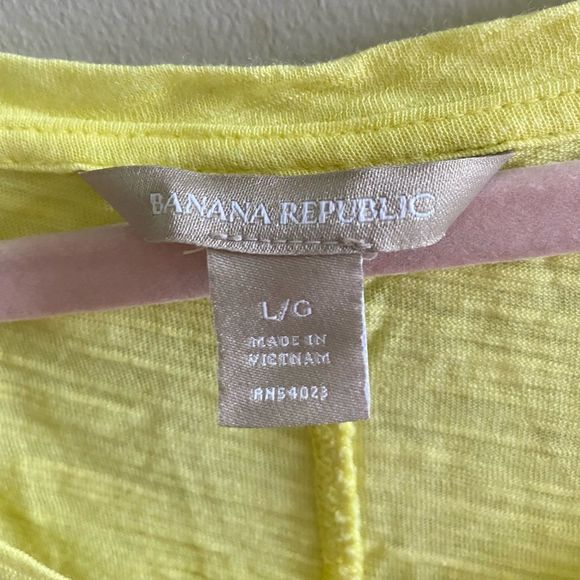 BANANA REPUBLIC
L/G
MADE IN
VIETNAM
RN54023